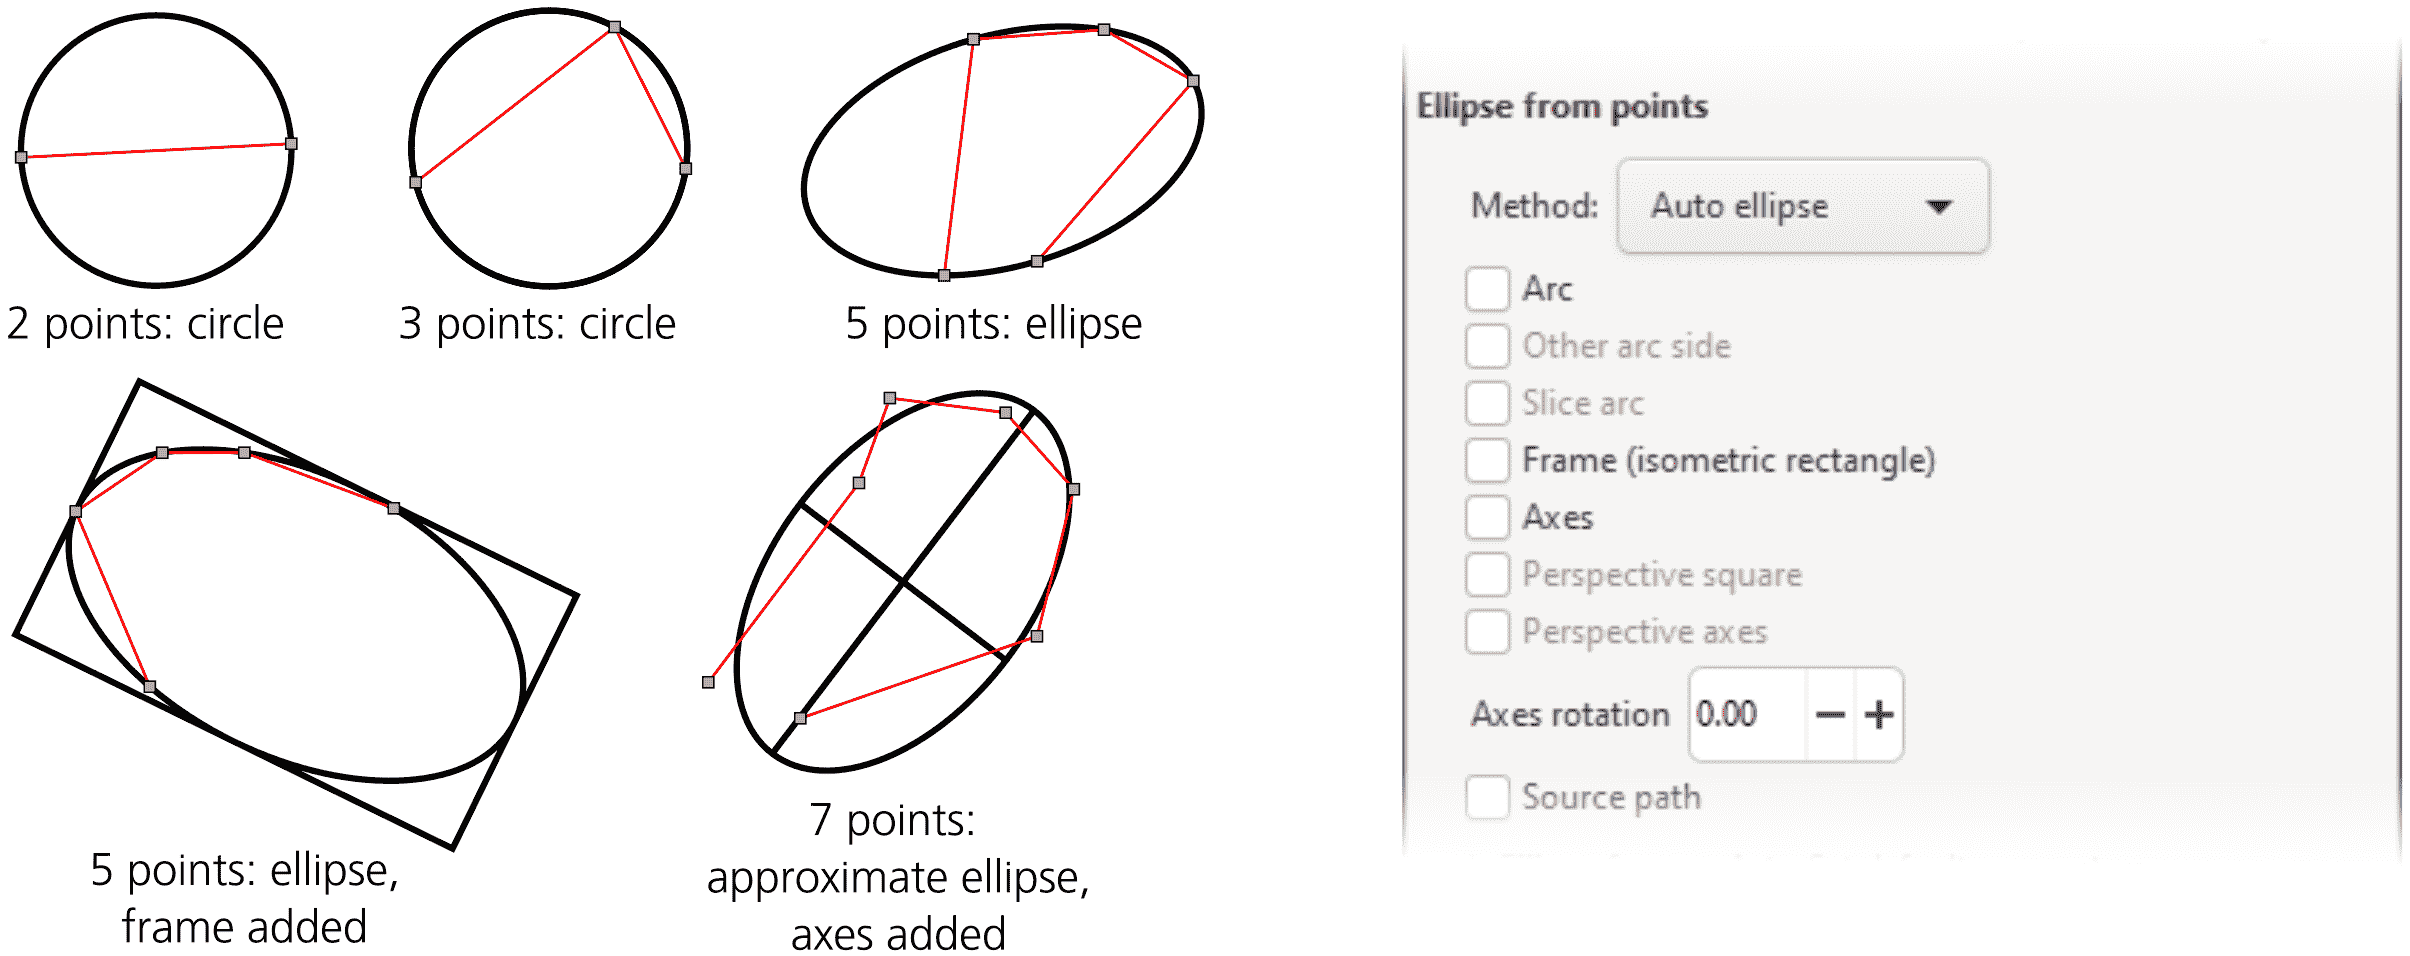 2 points: circle
3 points: circle
5 points: ellipse
5 points: ellipse,
frame added
7 points:
approximate ellipse,
axes added
Ellipse from points
Method: Auto ellipse
Arc
Other arc side
Slice arc
Frame (isometric rectangle)
Axes
Perspective square
Perspective axes
Axes rotation 0.00 − +
Source path